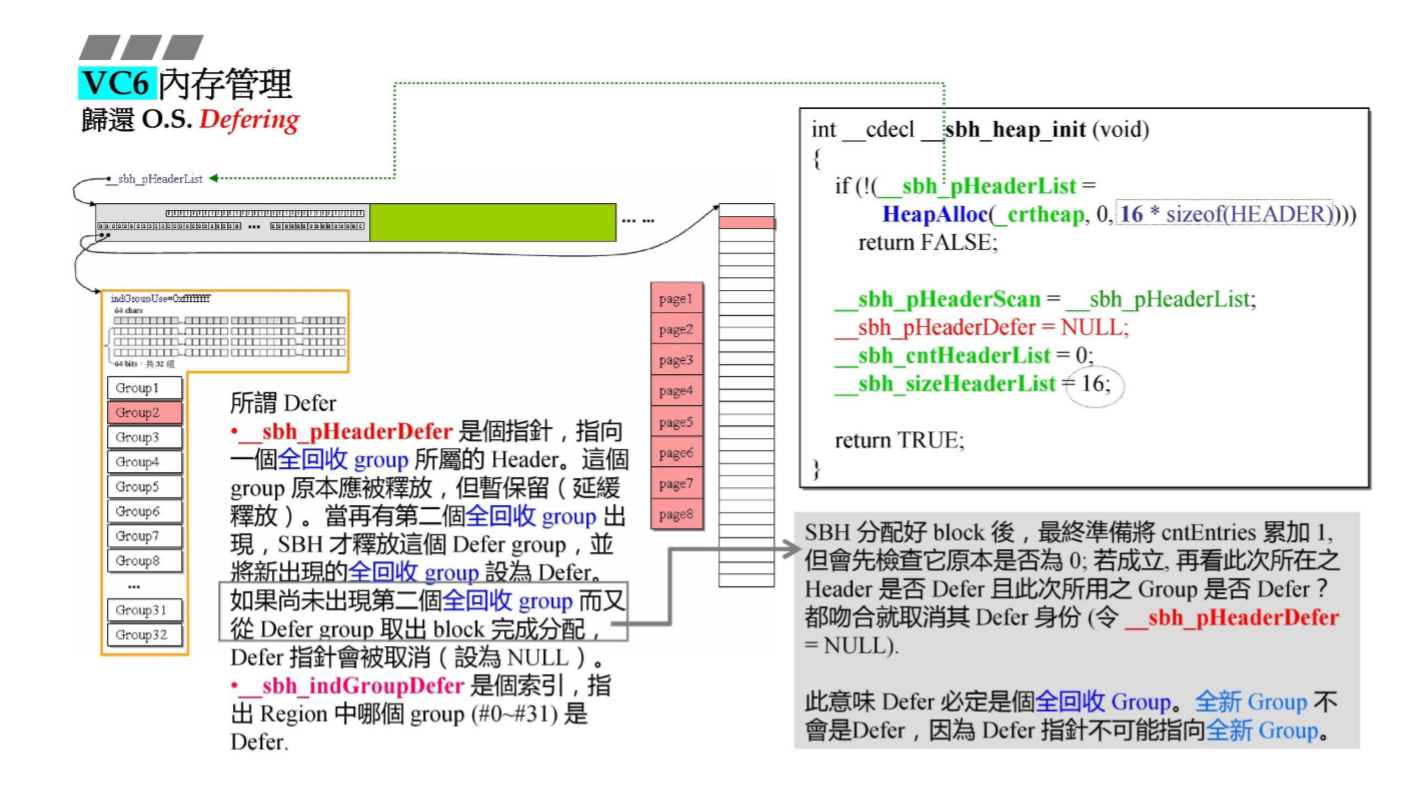 VC6 內存管理
歸還 O.S. Defering
__sbh_pHeaderList
... ...
indGroupUse=0xffffffff
64 chars
64 bits，共 32 組
Group1
Group2
Group3
Group4
Group5
Group6
Group7
Group8
...
Group31
Group32
所謂 Defer
•__sbh_pHeaderDefer 是個指針，指向
一個全回收 group 所屬的 Header。這個
group 原本應被釋放，但暫保留（延緩
釋放）。當再有第二個全回收 group 出
現，SBH 才釋放這個 Defer group，並
將新出現的全回收 group 設為 Defer。
如果尚未出現第二個全回收 group 而又
從 Defer group 取出 block 完成分配，
Defer 指針會被取消（設為 NULL）。
•__sbh_indGroupDefer 是個索引，指
出 Region 中哪個 group (#0~#31) 是
Defer.
page1
page2
page3
page4
page5
page6
page7
page8
int __cdecl __sbh_heap_init (void)
{
if (!(__sbh_pHeaderList =
HeapAlloc(_crtheap, 0, 16 * sizeof(HEADER))))
return FALSE;
__sbh_pHeaderScan = __sbh_pHeaderList;
__sbh_pHeaderDefer = NULL;
__sbh_cntHeaderList = 0;
__sbh_sizeHeaderList = 16;
return TRUE;
}
SBH 分配好 block 後，最終準備將 cntEntries 累加 1,
但會先檢查它原本是否為 0; 若成立, 再看此次所在之
Header 是否 Defer 且此次所用之 Group 是否 Defer？
都吻合就取消其 Defer 身份 (令 __sbh_pHeaderDefer
= NULL).
此意味 Defer 必定是個全回收 Group。全新 Group 不
會是Defer，因為 Defer 指針不可能指向全新 Group。